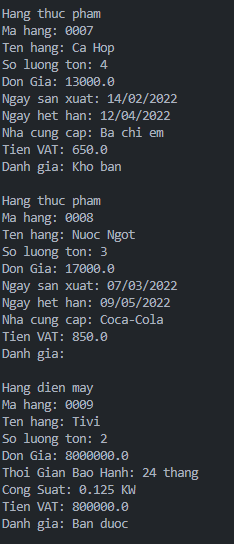 Hang thuc pham
Ma hang: 0007
Ten hang: Ca Hop
So luong ton: 4
Don Gia: 13000.0
Ngay san xuat: 14/02/2022
Ngay het han: 12/04/2022
Nha cung cap: Ba chi em
Tien VAT: 650.0
Danh gia: Kho ban

Hang thuc pham
Ma hang: 0008
Ten hang: Nuoc Ngot
So luong ton: 3
Don Gia: 17000.0
Ngay san xuat: 07/03/2022
Ngay het han: 09/05/2022
Nha cung cap: Coca-Cola
Tien VAT: 850.0
Danh gia:

Hang dien may
Ma hang: 0009
Ten hang: Tivi
So luong ton: 2
Don Gia: 8000000.0
Thoi Gian Bao Hanh: 24 thang
Cong Suat: 0.125 KW
Tien VAT: 800000.0
Danh gia: Ban duoc